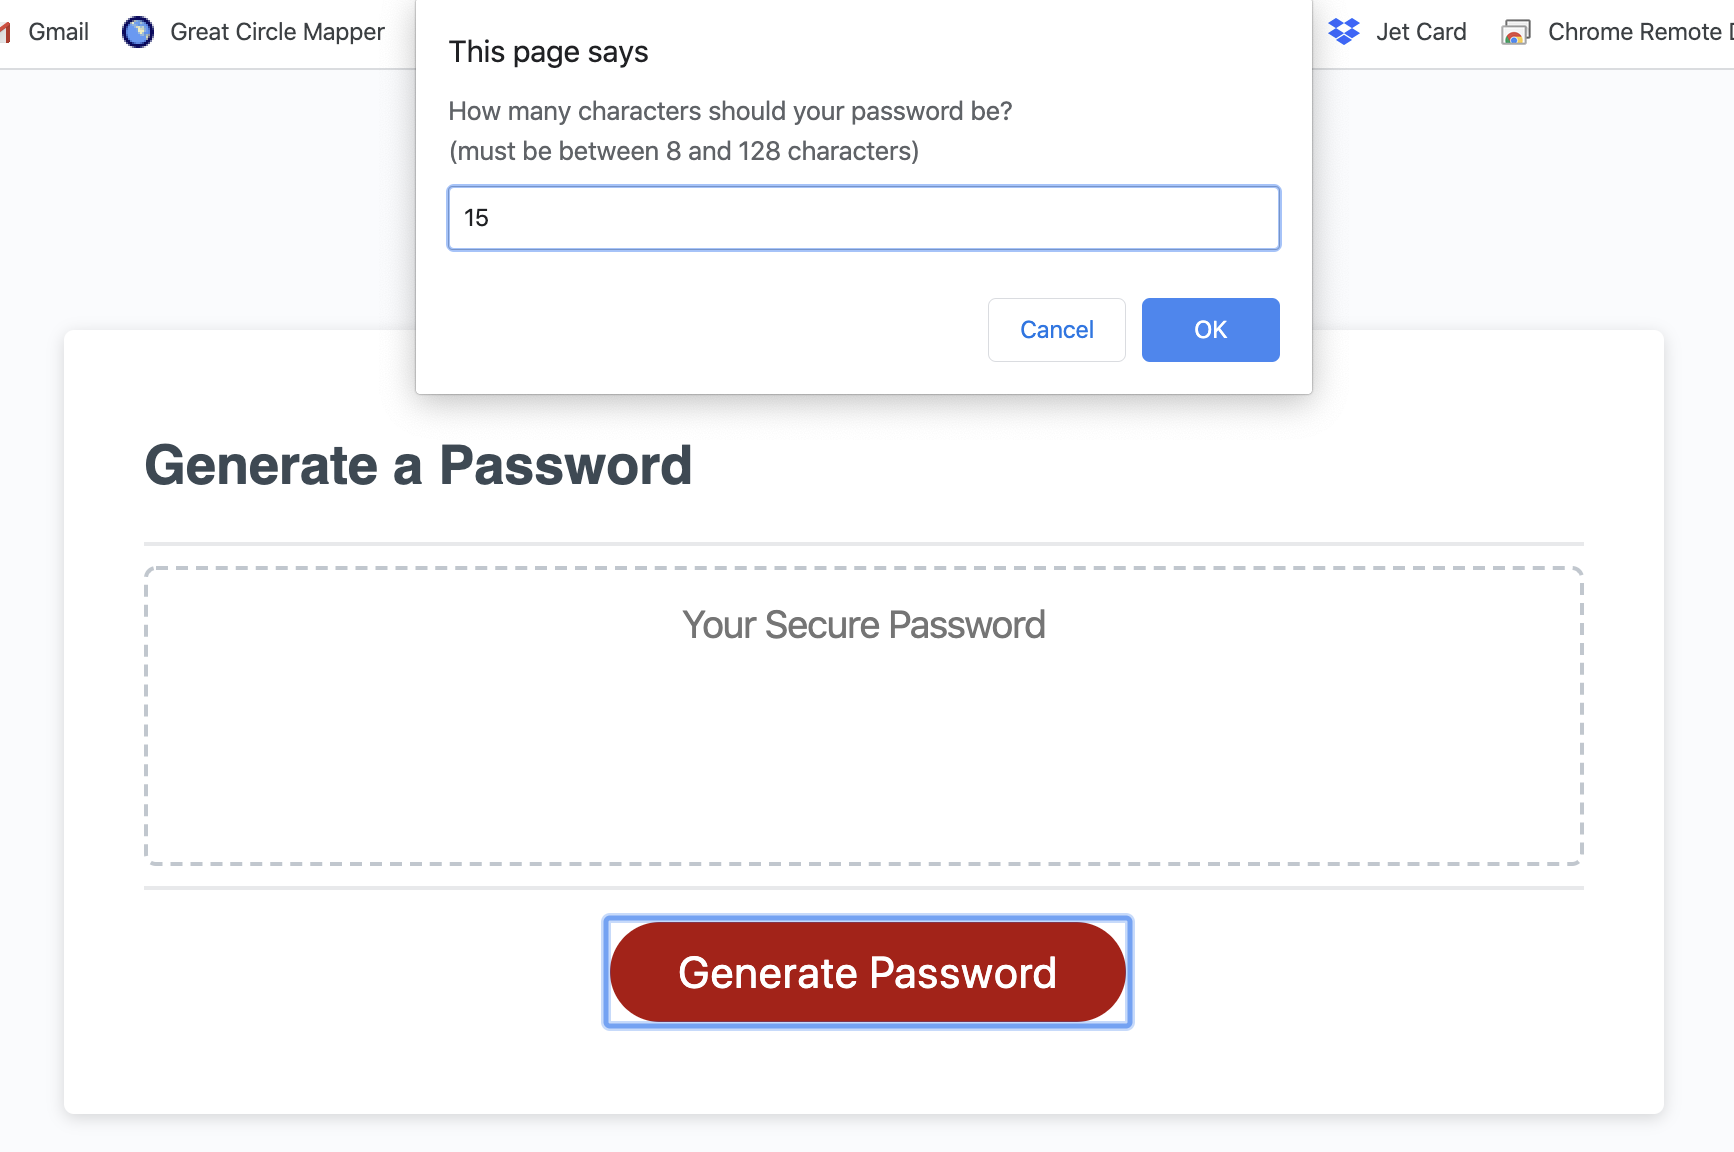 Gmail
Great Circle Mapper
Jet Card
Chrome Remote
This page says
How many characters should your password be?
(must be between 8 and 128 characters)
15
Cancel
OK
Generate a Password
Your Secure Password
Generate Password